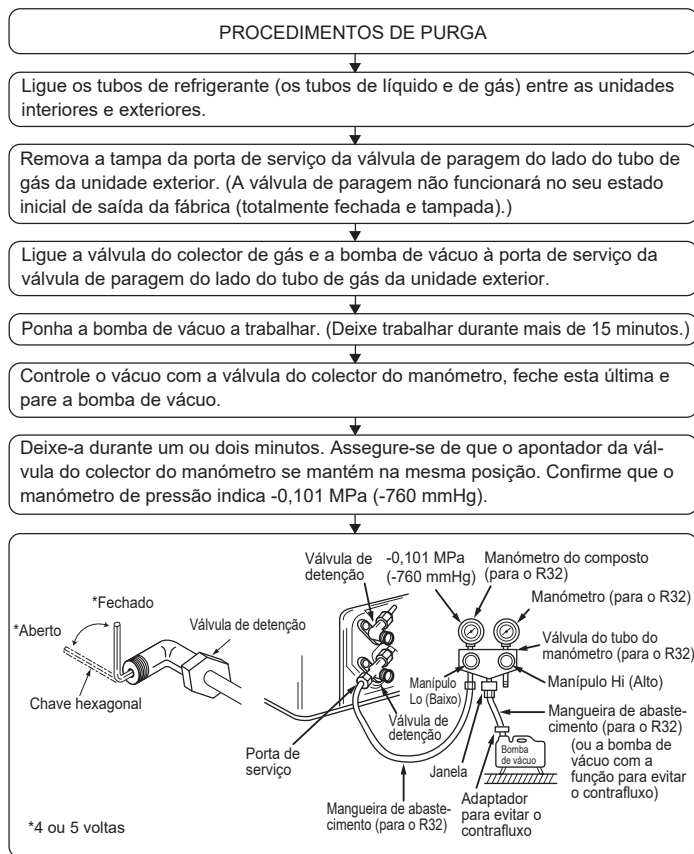 PROCEDIMENTOS DE PURGA
Ligue os tubos de refrigerante (os tubos de líquido e de gás) entre as unidades
interiores e exteriores.
Remova a tampa da porta de serviço da válvula de paragem do lado do tubo de
gás da unidade exterior. (A válvula de paragem não funcionará no seu estado
inicial de saída da fábrica (totalmente fechada e tampada).)
Ligue a válvula do colector de gás e a bomba de vácuo à porta de serviço da
válvula de paragem do lado do tubo de gás da unidade exterior.
Ponha a bomba de vácuo a trabalhar. (Deixe trabalhar durante mais de 15 minutos.)
Controle o vácuo com a válvula do colector do manómetro, feche esta última e
pare a bomba de vácuo.
Deixe-a durante um ou dois minutos. Assegure-se de que o apontador da vál-
vula do colector do manómetro se mantém na mesma posição. Confirme que o
manómetro de pressão indica -0,101 MPa (-760 mmHg).
*Fechado
*Aberto
Válvula de detenção
Chave hexagonal
*4 ou 5 voltas
Válvula de
detenção
-0,101 MPa
(-760 mmHg)
Manómetro do composto
(para o R32)
Manómetro (para o R32)
Válvula do tubo do
manómetro (para o R32)
Manípulo
Lo (Baixo)
Manípulo Hi (Alto)
Válvula de
detenção
Porta de
serviço
Mangueira de abaste-
cimento (para o R32)
Janela
Adaptador
para evitar o
contrafluxo
Bomba
de vácuo
Mangueira de abaste-
cimento (para o R32)
(ou a bomba de
vácuo com a
função para evitar
o contrafluxo)